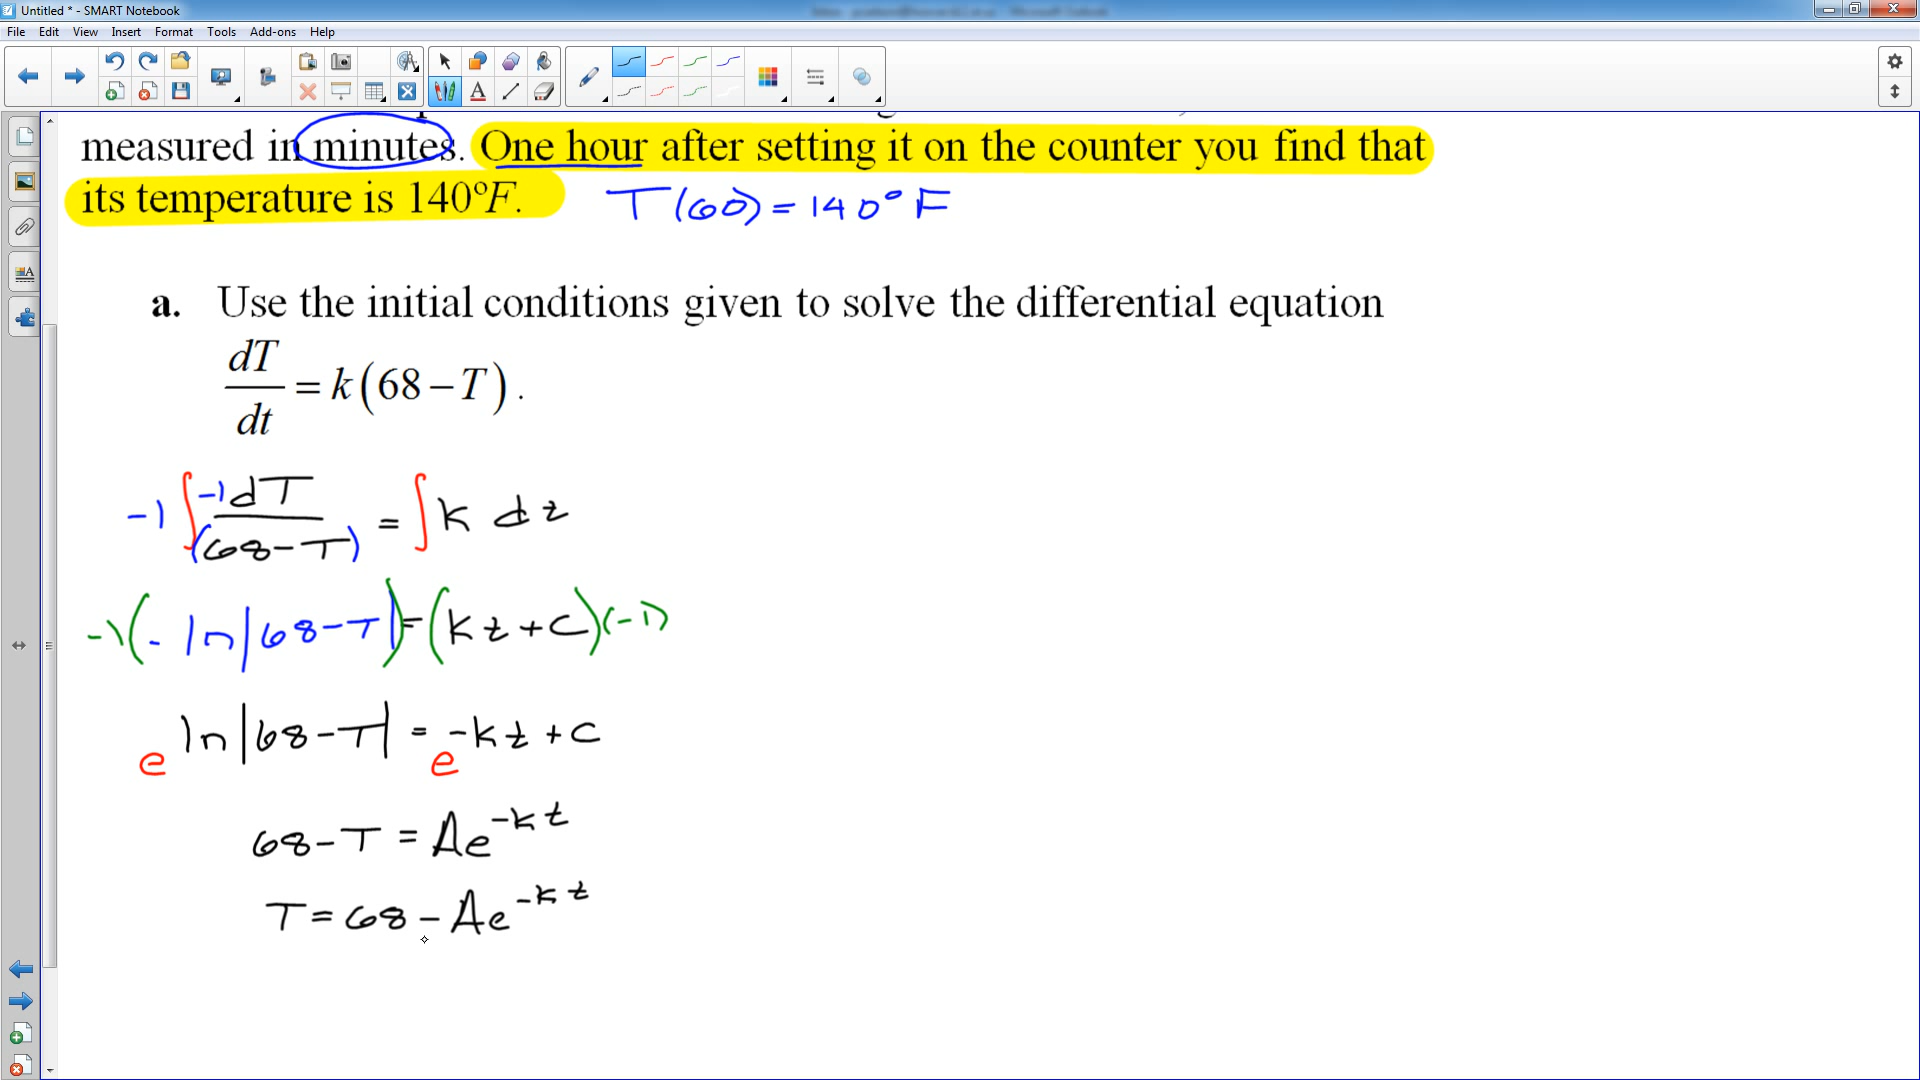 Untitled * - SMART Notebook
File Edit View Insert Format Tools Add-ons Help
measured in minutes. One hour after setting it on the counter you find that
its temperature is 140°F. T(60) = 140° F
a. Use the initial conditions given to solve the differential equation
dT/dt = k(68 – T).
-1 ∫ -1 dT/(68-T) = ∫ k dt
-1(- ln|68-T|) = (kt + C)(-1)
e ln|68-T| = e -kt + C
68-T = Ae^-kt
T = 68 - Ae^-kt